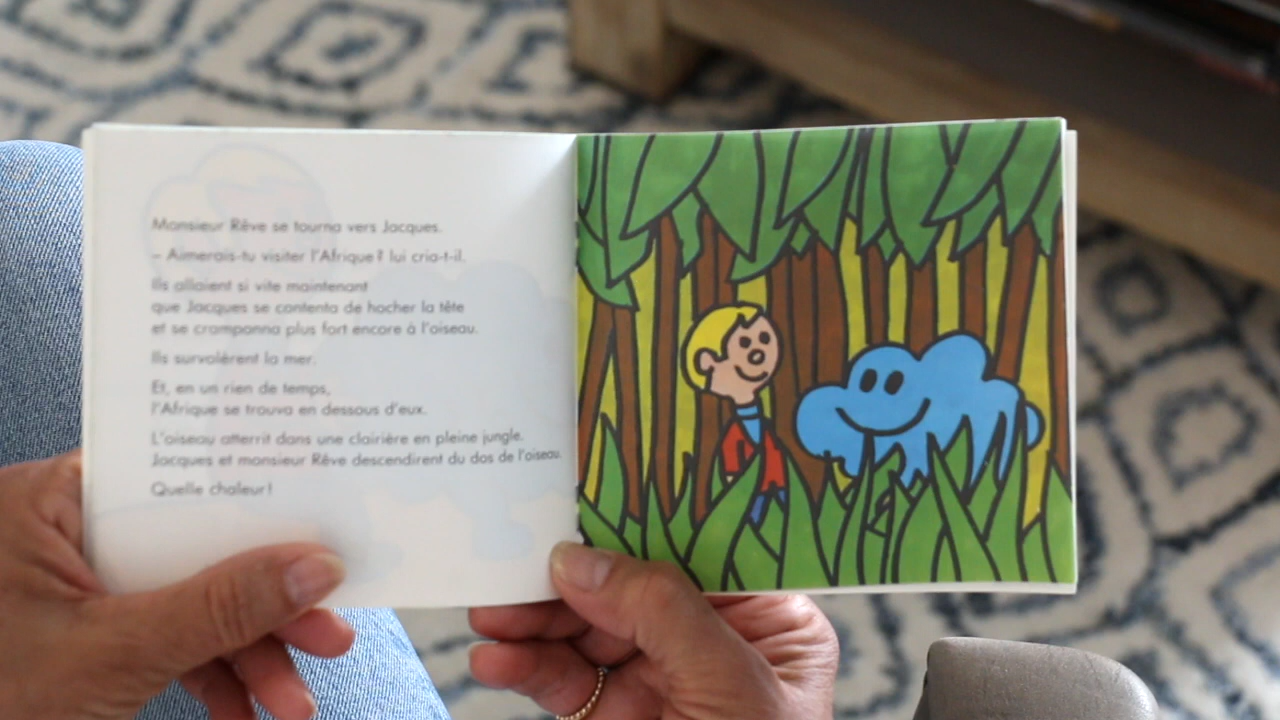 Monsieur Rêve se tourna vers Jacques.
– Aimerais-tu visiter l'Afrique ? lui cria-t-il.
Ils allaient si vite maintenant
que Jacques se contenta de hocher la tête
et se cramponna plus fort encore à l'oiseau.
Ils survolèrent la mer.
Et, en un rien de temps,
l'Afrique se trouva en dessous d'eux.
L'oiseau atterrit dans une clairière en pleine jungle.
Jacques et monsieur Rêve descendirent du dos de l'oiseau.
Quelle chaleur !